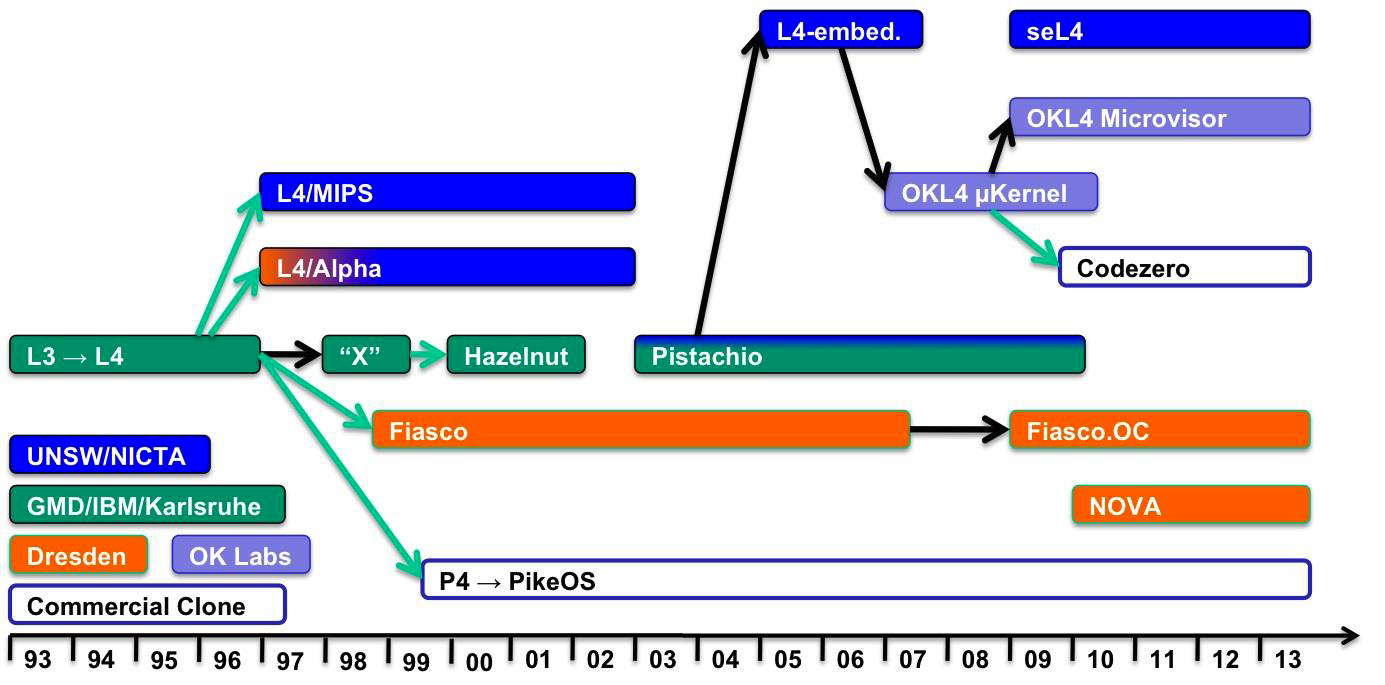 L4-embed.
seL4
OKL4 Microvisor
L4/MIPS
OKL4 µKernel
L4/Alpha
Codezero
L3 → L4
“X”
Hazelnut
Pistachio
Fiasco
Fiasco.OC
UNSW/NICTA
GMD/IBM/Karlsruhe
NOVA
Dresden
OK Labs
P4 → PikeOS
Commercial Clone
93 94 95 96 97 98 99 00 01 02 03 04 05 06 07 08 09 10 11 12 13